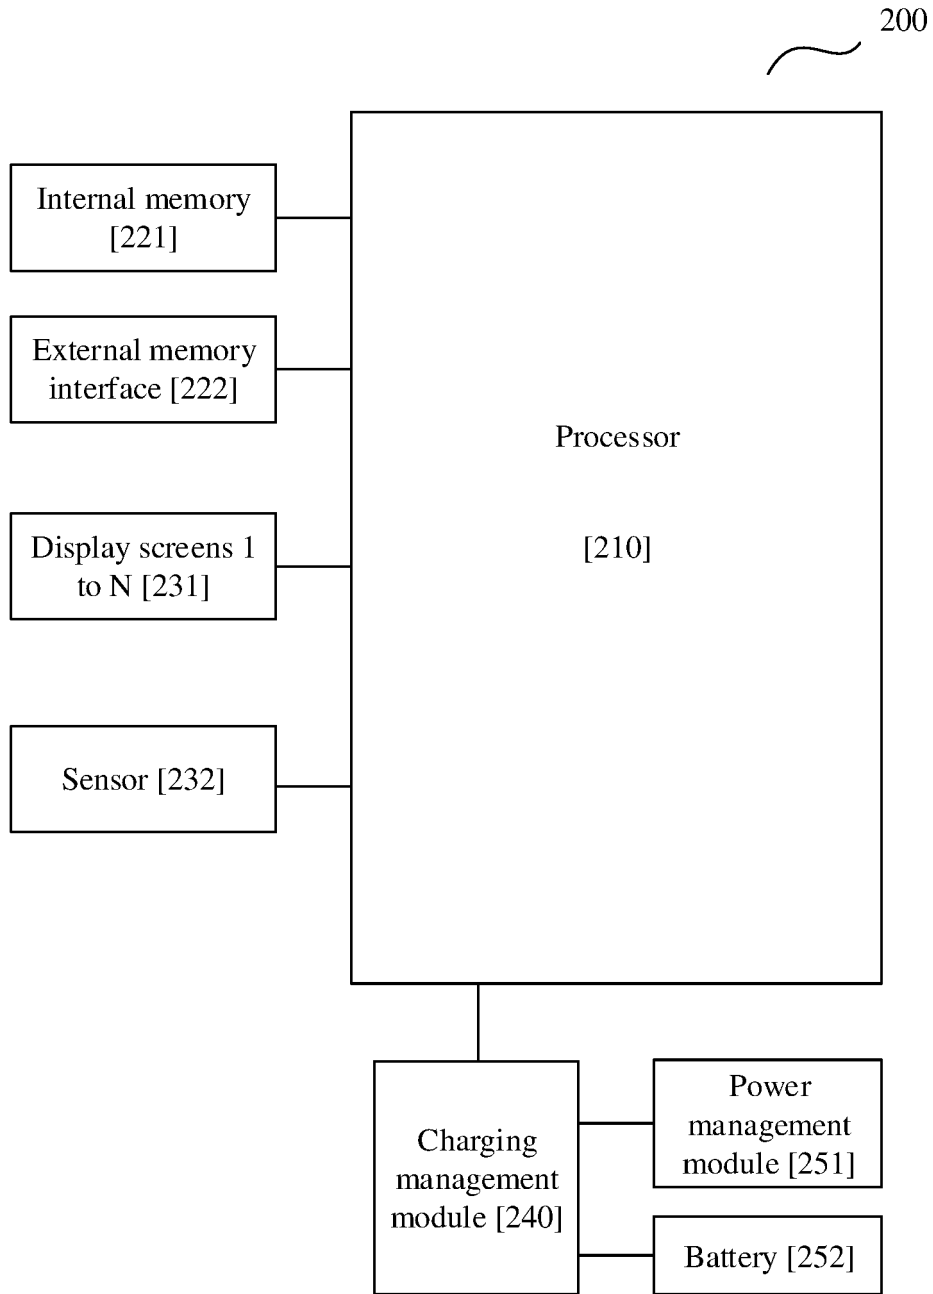 200
Internal memory
[221]
External memory
interface [222]
Processor
[210]
Display screens 1
to N [231]
Sensor [232]
Charging
management
module [240]
Power
management
module [251]
Battery [252]